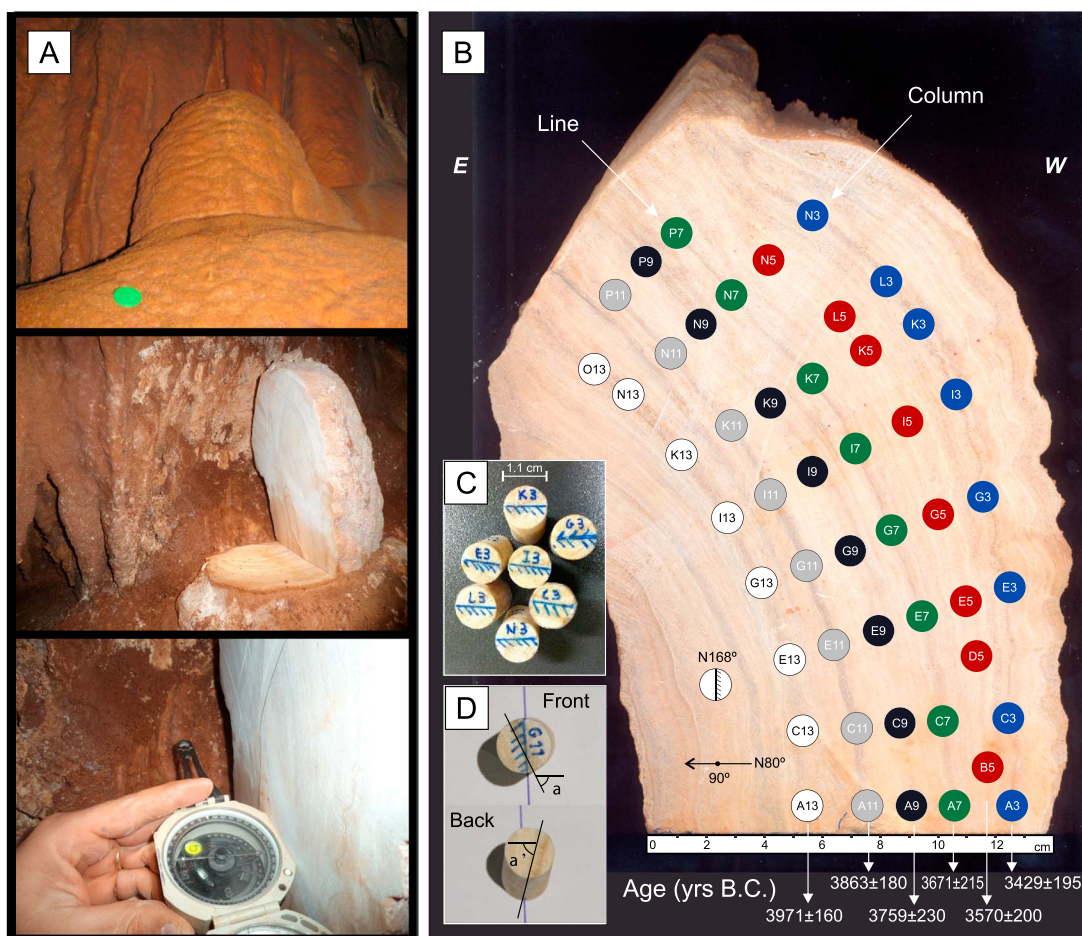 A
B
Line
Column
E
W
N3
P7
N5
P9
L3
P11
N7
L5
N9
K3
K5
N11
O13
K7
N13
I3
K9
I5
K11
I7
K13
I9
I11
G3
G5
I13
G7
G9
G11
G13
E3
E5
E7
E9
E11
D5
E13
C3
C7
C9
C11
C13
B5
A13
A11
A9
A7
A3
N168º
N80º
90º
C
1.1 cm
K3
G3
E3
I3
L3
C3
N3
D
Front
G11
a
Back
a'
0 2 4 6 8 10 12 cm
Age (yrs B.C.)
3863±180
3671±215
3429±195
3971±160
3759±230
3570±200